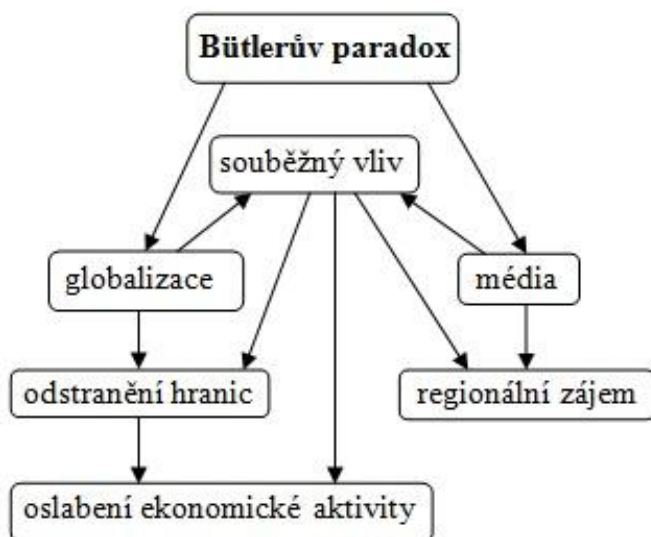 Bütlerův paradox
souběžný vliv
globalizace
média
odstranění hranic
regionální zájem
oslabení ekonomické aktivity